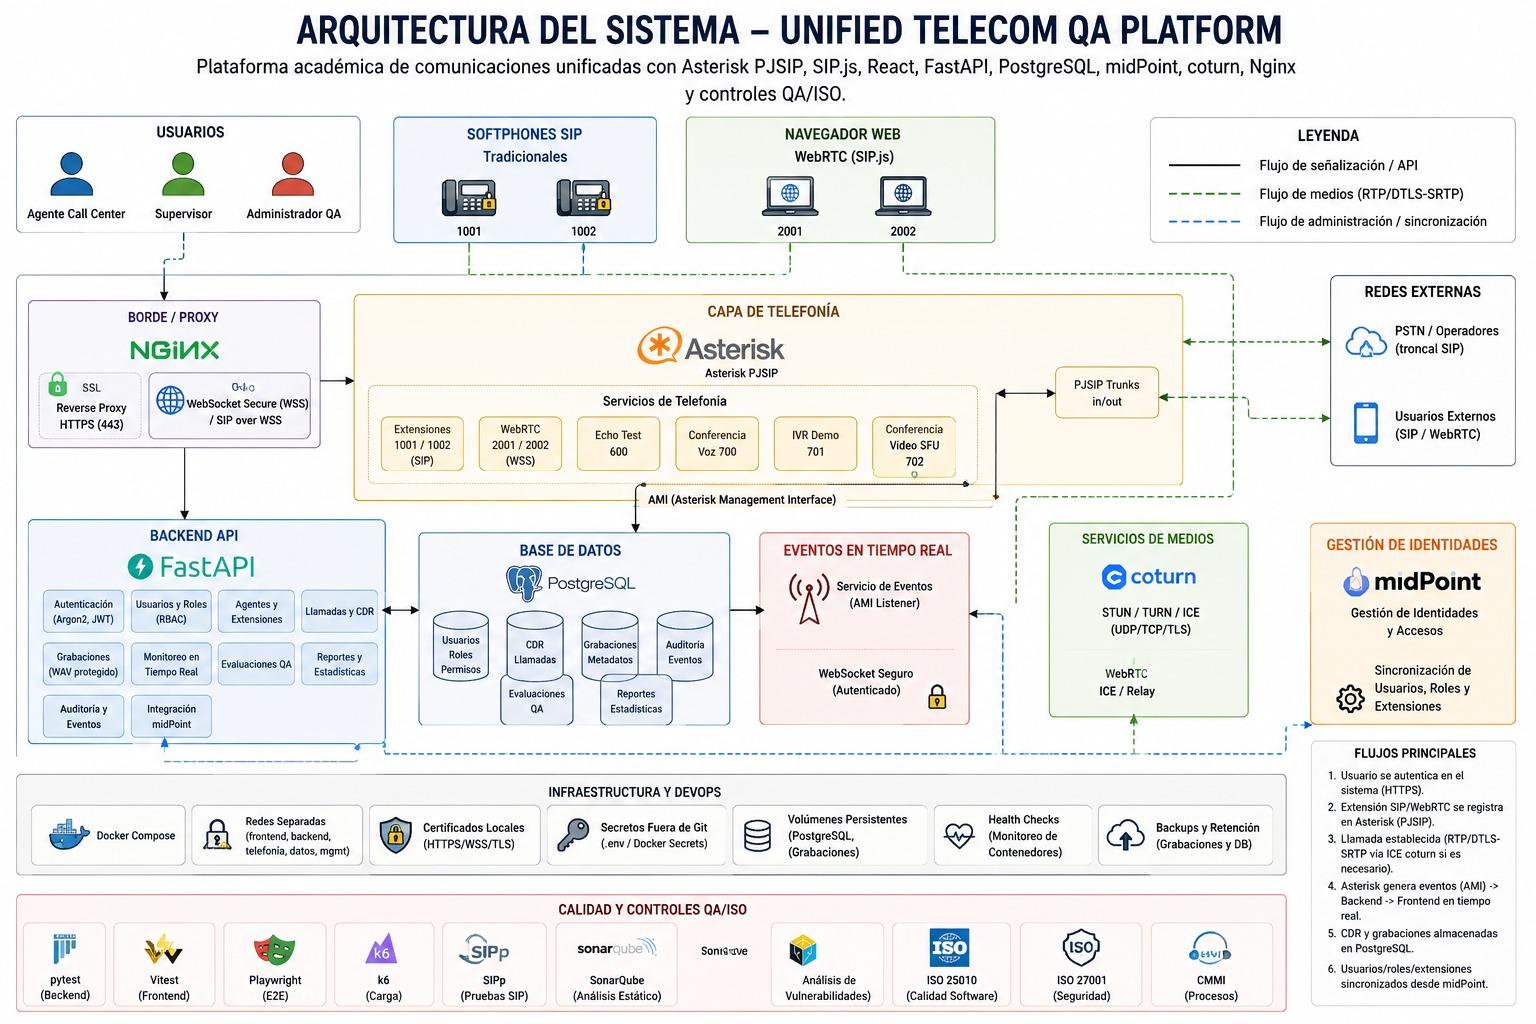 ARQUITECTURA DEL SISTEMA – UNIFIED TELECOM QA PLATFORM
Plataforma académica de comunicaciones unificadas con Asterisk PJSIP, SIP.js, React, FastAPI, PostgreSQL, midPoint, coturn, Nginx
y controles QA/ISO.
USUARIOS
Agente Call Center
Supervisor
Administrador QA
SOFTPHONES SIP
Tradicionales
1001
1002
NAVEGADOR WEB
WebRTC (SIP.js)
2001
2002
LEYENDA
Flujo de señalización / API
Flujo de medios (RTP/DTLS-SRTP)
Flujo de administración / sincronización
BORDE / PROXY
NGINX
SSL
Reverse Proxy
HTTPS (443)
WebSocket Secure (WSS)
/ SIP over WSS
CAPA DE TELEFONÍA
Asterisk
Asterisk PJSIP
Servicios de Telefonía
Extensiones
1001 / 1002
(SIP)
WebRTC
2001 / 2002
(WSS)
Echo Test
600
Conferencia
Voz 700
IVR Demo
701
Conferencia
Video SFU
702
PJSIP Trunks
in/out
AMI (Asterisk Management Interface)
REDES EXTERNAS
PSTN / Operadores
(troncal SIP)
Usuarios Externos
(SIP / WebRTC)
BACKEND API
FastAPI
Autenticación
(Argon2, JWT)
Usuarios y Roles
(RBAC)
Agentes y
Extensiones
Llamadas y CDR
Grabaciones
(WAV protegido)
Monitoreo en
Tiempo Real
Evaluaciones QA
Reportes y
Estadísticas
Auditoría y
Eventos
Integración
midPoint
BASE DE DATOS
PostgreSQL
Usuarios
Roles
Permisos
CDR
Llamadas
Grabaciones
Metadatos
Auditoría
Eventos
Evaluaciones
QA
Reportes
Estadisticas
EVENTOS EN TIEMPO REAL
Servicio de Eventos
(AMI Listener)
WebSocket Seguro
(Autenticado)
SERVICIOS DE MEDIOS
coturn
STUN / TURN / ICE
(UDP/TCP/TLS)
WebRTC
ICE / Relay
GESTIÓN DE IDENTIDADES
midPoint
Gestión de Identidades
y Accesos
Sincronización de
Usuarios, Roles y
Extensiones
FLUJOS PRINCIPALES
1. Usuario se autentica en el
sistema (HTTPS).
2. Extensión SIP/WebRTC se registra
en Asterisk (PJSIP).
3. Llamada establecida (RTP/DTLS-
SRTP via ICE coturn si es
necesario).
4. Asterisk genera eventos (AMI) ->
Backend -> Frontend en tiempo
real.
5. CDR y grabaciones almacenadas
en PostgreSQL.
6. Usuarios/roles/extensiones
sincronizados desde midPoint.
INFRAESTRUCTURA Y DEVOPS
Docker Compose
Redes Separadas
(frontend, backend,
telefonia, datos, mgmt)
Certificados Locales
(HTTPS/WSS/TLS)
Secretos Fuera de Git
(.env / Docker Secrets)
Volúmenes Persistentes
(PostgreSQL,
(Grabaciones)
Health Checks
(Monitoreo de
Contenedores)
Backups y Retención
(Grabaciones y DB)
CALIDAD Y CONTROLES QA/ISO
pytest
(Beckend)
Vitest
(Frontend)
Playwright
(E2E)
k6
k6
(Carga)
SIPp
SIPp
(Pruebas SIP)
sonarqube
SonarQube
(Análisis Estático)
Análisis de
Vulnerabilidades)
ISO
ISO 25010
(Calidad Software)
ISO
ISO 27001
(Seguridad)
CMMI
(Procesos)